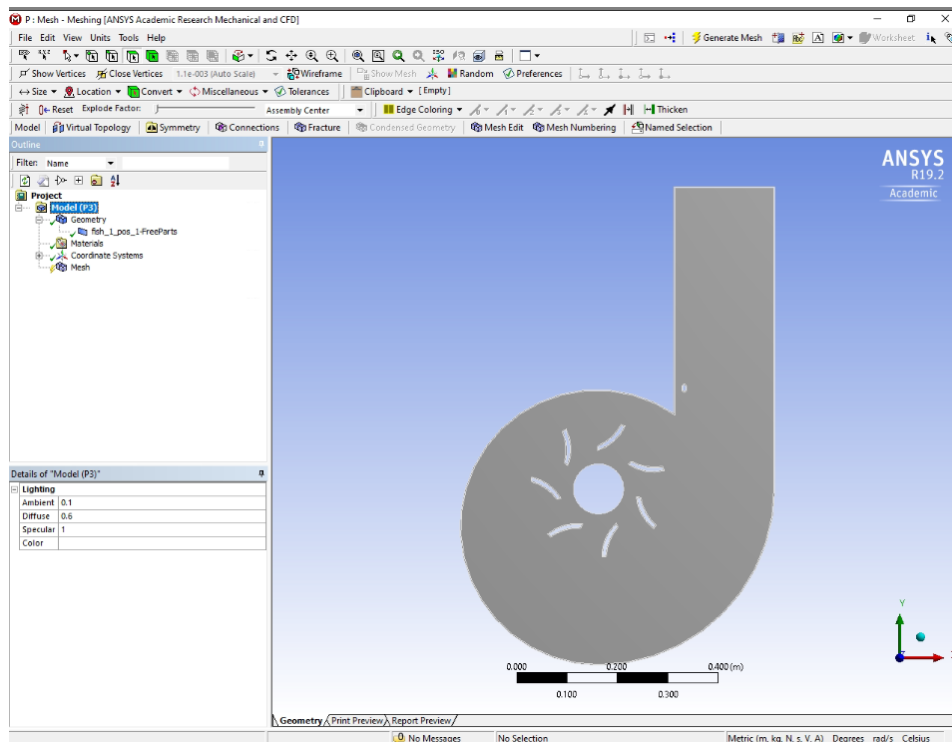 P : Mesh - Meshing [ANSYS Academic Research Mechanical and CFD]
File Edit View Units Tools Help
Generate Mesh Worksheet
Show Vertices Close Vertices 1.1e-003 (Auto Scale) Wireframe Show Mesh Random Preferences
Size Location Convert Miscellaneous Tolerances Clipboard [Empty]
Reset Explode Factor: Assembly Center Edge Coloring Thicken
Model Virtual Topology Symmetry Connections Fracture Condensed Geometry Mesh Edit Mesh Numbering Named Selection
Outline
Filter: Name
Project
Model (P3)
Geometry
fish_1_pos_1-FreeParts
Materials
Coordinate Systems
Mesh
ANSYS
R19.2
Academic
Details of "Model (P3)"
Lighting
Ambient 0.1
Diffuse 0.6
Specular 1
Color
Y
0.000 0.200 0.400 (m)
0.100 0.300
Geometry Print Preview Report Preview
0 No Messages No Selection Metric (m, kg, N, s, V, A) Degrees rad/s Celsius